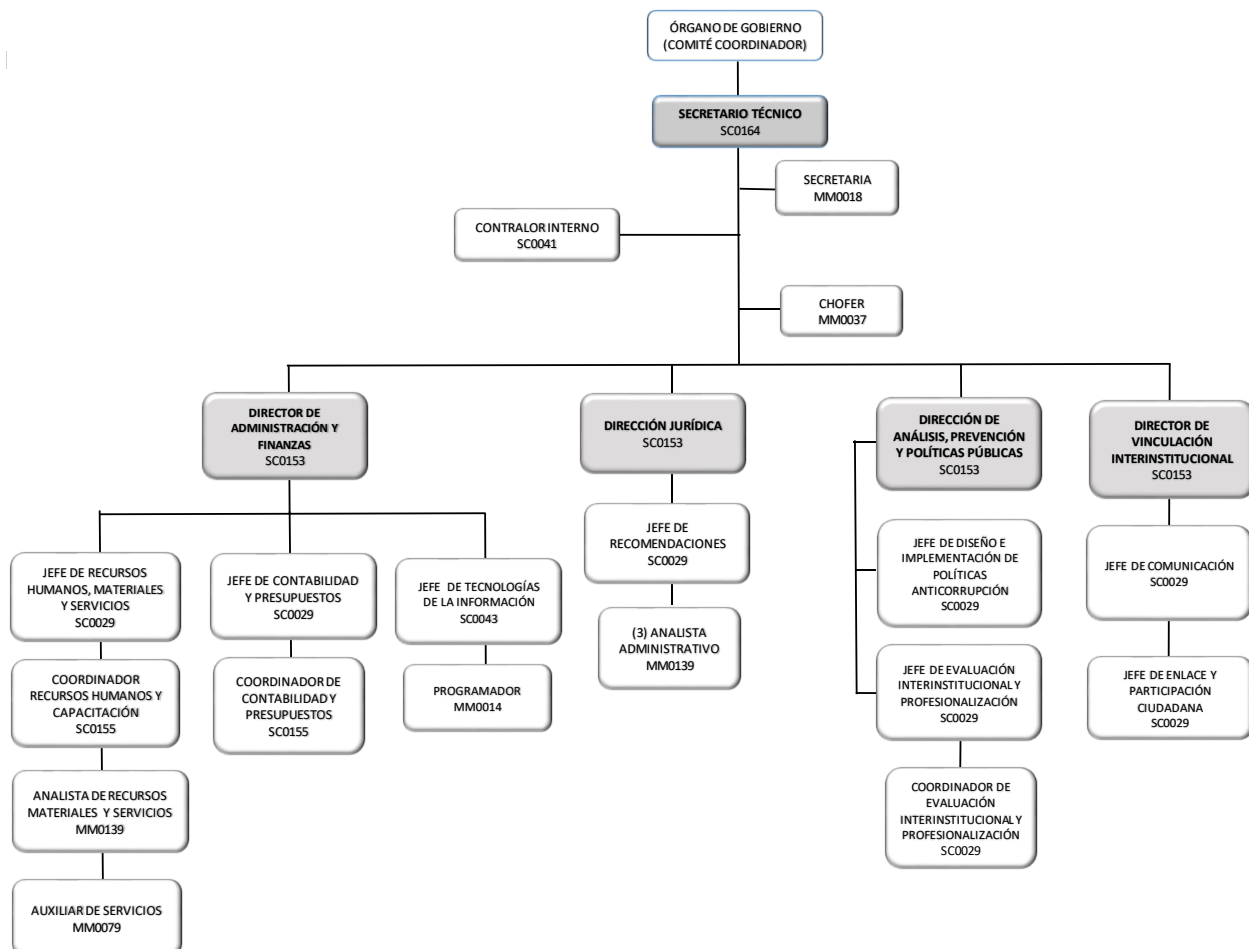 ÓRGANO DE GOBIERNO
(COMITÉ COORDINADOR)
SECRETARIO TÉCNICO
SC0164
SECRETARIA
MM0018
CONTRALOR INTERNO
SC0041
CHOFER
MM0037
DIRECTOR DE
ADMINISTRACIÓN Y
FINANZAS
SC0153
DIRECCIÓN JURÍDICA
SC0153
DIRECCIÓN DE
ANÁLISIS, PREVENCIÓN
Y POLÍTICAS PÚBLICAS
SC0153
DIRECTOR DE
VINCULACIÓN
INTERINSTITUCIONAL
SC0153
JEFE DE RECURSOS
HUMANOS, MATERIALES
Y SERVICIOS
SC0029
JEFE DE CONTABILIDAD
Y PRESUPUESTOS
SC0029
JEFE DE TECNOLOGÍAS
DE LA INFORMACIÓN
SC0043
JEFE DE
RECOMENDACIONES
SC0029
JEFE DE DISEÑO E
IMPLEMENTACIÓN DE
POLÍTICAS
ANTICORRUPCIÓN
SC0029
JEFE DE COMUNICACIÓN
SC0029
COORDINADOR
RECURSOS HUMANOS Y
CAPACITACIÓN
SC0155
COORDINADOR DE
CONTABILIDAD Y
PRESUPUESTOS
SC0155
PROGRAMADOR
MM0014
(3) ANALISTA
ADMINISTRATIVO
MM0139
JEFE DE EVALUACIÓN
INTERINSTITUCIONAL Y
PROFESIONALIZACIÓN
SC0029
JEFE DE ENLACE Y
PARTICIPACIÓN
CIUDADANA
SC0029
ANALISTA DE RECURSOS
MATERIALES Y SERVICIOS
MM0139
COORDINADOR DE
EVALUACIÓN
INTERINSTITUCIONAL Y
PROFESIONALIZACIÓN
SC0029
AUXILIAR DE SERVICIOS
MM0079